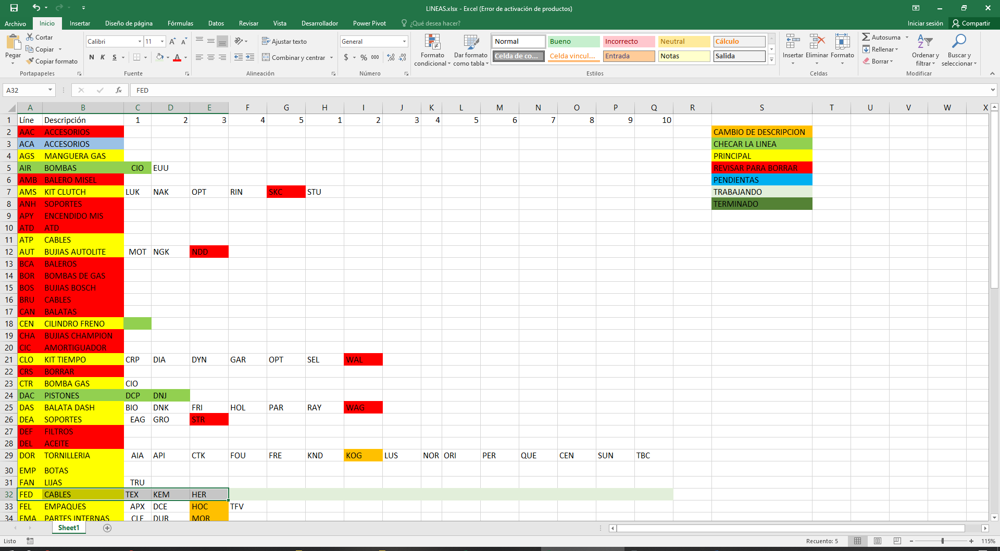 LINEAS.xlsx - Excel (Error de activación de productos)
Archivo Inicio Insertar Diseño de página Fórmulas Datos Revisar Vista Desarrollador Power Pivot ¿Qué desea hacer? Iniciar sesión Compartir
Pegar Cortar Copiar Copiar formato
Portapapeles
Calibri 11
N K S
Fuente
Ajustar texto
Combinar y centrar
Alineación
General
$ % 000
Número
Formato condicional
Dar formato como tabla
Normal Bueno Incorrecto Neutral Cálculo
Celda de co... Celda vincul... Entrada Notas Salida
Estilos
Insertar Eliminar Formato
Celdas
Autosuma
Rellenar
Borrar
Ordenar y filtrar
Buscar y seleccionar
Modificar
A32 fx FED
A B C D E F G H I J K L M N O P Q R S T U V W X
1 Líne Descripción 1 2 3 4 5 1 2 3 4 5 6 7 8 9 10
2 AAC ACCESORIOS CAMBIO DE DESCRIPCION
3 ACA ACCESORIOS CHECAR LA LINEA
4 AGS MANGUERA GAS PRINCIPAL
5 AIR BOMBAS CIO EUU REVISAR PARA BORRAR
6 AMB BALERO MISEL PENDIENTAS
7 AMS KIT CLUTCH LUK NAK OPT RIN SKC STU TRABAJANDO
8 ANH SOPORTES TERMINADO
9 APY ENCENDIDO MIS
10 ATD ATD
11 ATP CABLES
12 AUT BUJIAS AUTOLITE MOT NGK NDD
13 BCA BALEROS
14 BOR BOMBAS DE GAS
15 BOS BUJIAS BOSCH
16 BRU CABLES
17 CAN BALATAS
18 CEN CILINDRO FRENO
19 CHA BUJIAS CHAMPION
20 CIC AMORTIGUADOR
21 CLO KIT TIEMPO CRP DIA DYN GAR OPT SEL WAL
22 CRS BORRAR
23 CTR BOMBA GAS CIO
24 DAC PISTONES DCP DNJ
25 DAS BALATA DASH BIO DNK FRI HOL PAR RAY WAG
26 DEA SOPORTES EAG GRO STR
27 DEF FILTROS
28 DEL ACEITE
29 DOR TORNILLERIA AIA API CTK FOU FRE KND KOG LUS NOR ORI PER QUE CEN SUN TBC
30 EMP BOTAS
31 FAN LIJAS TRU
32 FED CABLES TEX KEM HER
33 FEL EMPAQUES APX DCE HOC TFV
34 FMA PARTES INTERNAS CLE DUR MOR
Sheet1
Listo Recuento: 5 115%